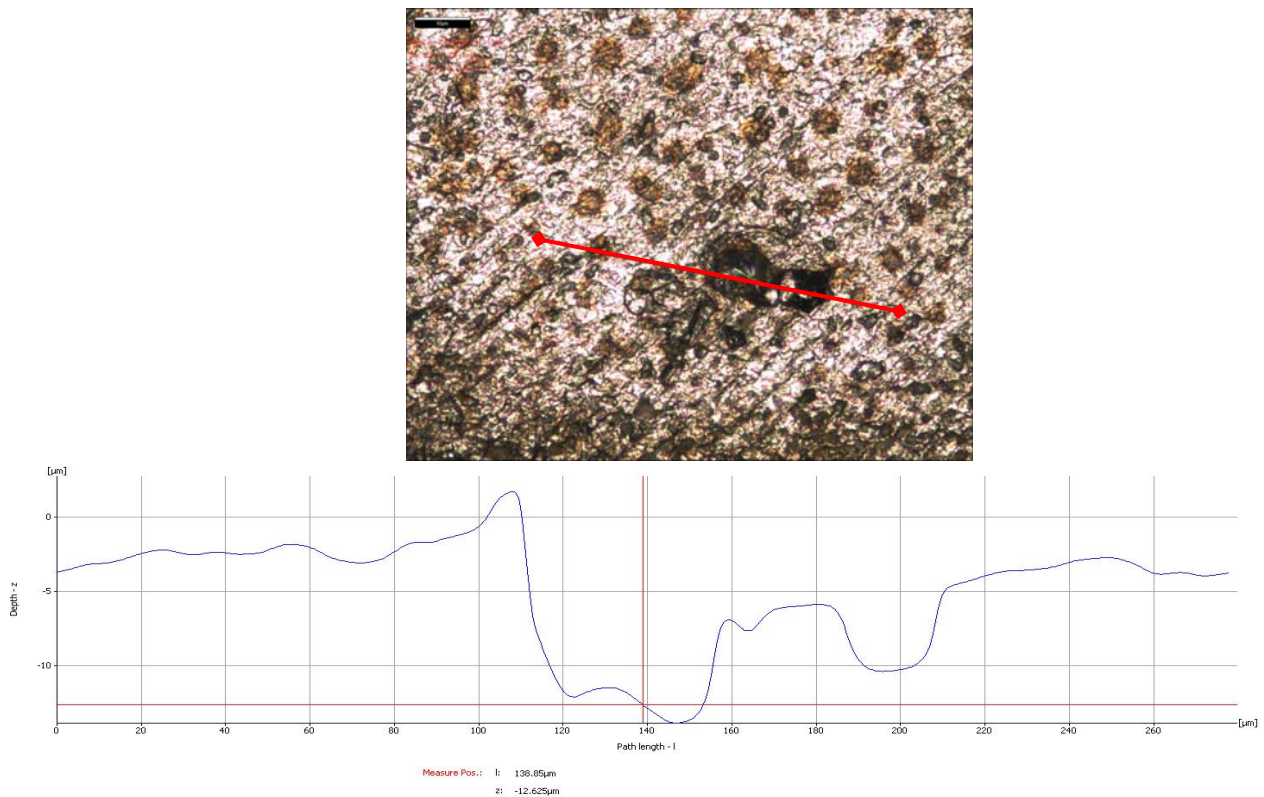 [µm]
0
-5
-10
Depth - z
0 20 40 60 80 100 120 140 160 180 200 220 240 260 [µm]
Path length - l
Measure Pos.: l: 138.85µm
z: -12.625µm